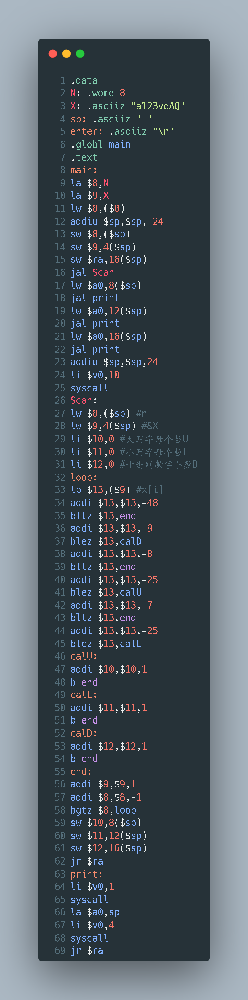 1 .data
2 N: .word 8
3 X: .asciiz "a123vdAQ"
4 sp: .asciiz " "
5 enter: .asciiz "\n"
6 .globl main
7 .text
8 main:
9 la $8,N
10 la $9,X
11 lw $8,($8)
12 addiu $sp,$sp,-24
13 sw $8,($sp)
14 sw $9,4($sp)
15 sw $ra,16($sp)
16 jal Scan
17 lw $a0,8($sp)
18 jal print
19 lw $a0,12($sp)
20 jal print
21 lw $a0,16($sp)
22 jal print
23 addiu $sp,$sp,24
24 li $v0,10
25 syscall
26 Scan:
27 lw $8,($sp) #n
28 lw $9,4($sp) #&X
29 li $10,0 #大写字母个数U
30 li $11,0 #小写字母个数L
31 li $12,0 #十进制数字个数D
32 loop:
33 lb $13,($9) #x[i]
34 addi $13,$13,-48
35 bltz $13,end
36 addi $13,$13,-9
37 blez $13,calD
38 addi $13,$13,-8
39 bltz $13,end
40 addi $13,$13,-25
41 blez $13,calU
42 addi $13,$13,-7
43 bltz $13,end
44 addi $13,$13,-25
45 blez $13,calL
46 calU:
47 addi $10,$10,1
48 b end
49 calL:
50 addi $11,$11,1
51 b end
52 calD:
53 addi $12,$12,1
54 b end
55 end:
56 addi $9,$9,1
57 addi $8,$8,-1
58 bgtz $8,loop
59 sw $10,8($sp)
60 sw $11,12($sp)
61 sw $12,16($sp)
62 jr $ra
63 print:
64 li $v0,1
65 syscall
66 la $a0,sp
67 li $v0,4
68 syscall
69 jr $ra